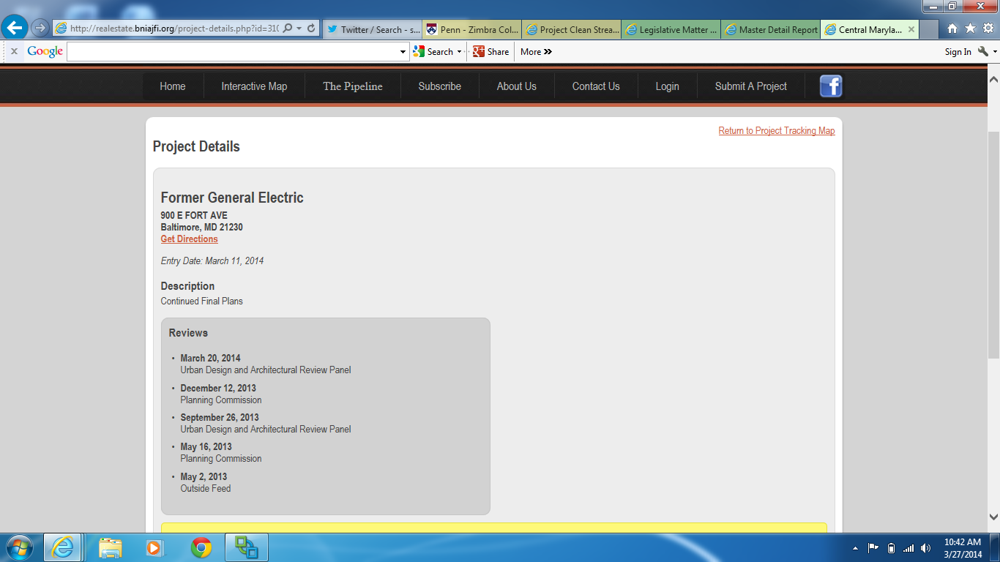 http://realestate.bniajfi.org/project-details.php?id=310
Twitter / Search - s...
Penn - Zimbra Col...
Project Clean Strea...
Legislative Matter ...
Master Detail Report
Central Maryla...
Google
Search
Share
More
Sign In
Home
Interactive Map
The Pipeline
Subscribe
About Us
Contact Us
Login
Submit A Project
Return to Project Tracking Map
Project Details
Former General Electric
900 E FORT AVE
Baltimore, MD 21230
Get Directions
Entry Date: March 11, 2014
Description
Continued Final Plans
Reviews
• March 20, 2014
Urban Design and Architectural Review Panel
• December 12, 2013
Planning Commission
• September 26, 2013
Urban Design and Architectural Review Panel
• May 16, 2013
Planning Commission
• May 2, 2013
Outside Feed
10:42 AM
3/27/2014